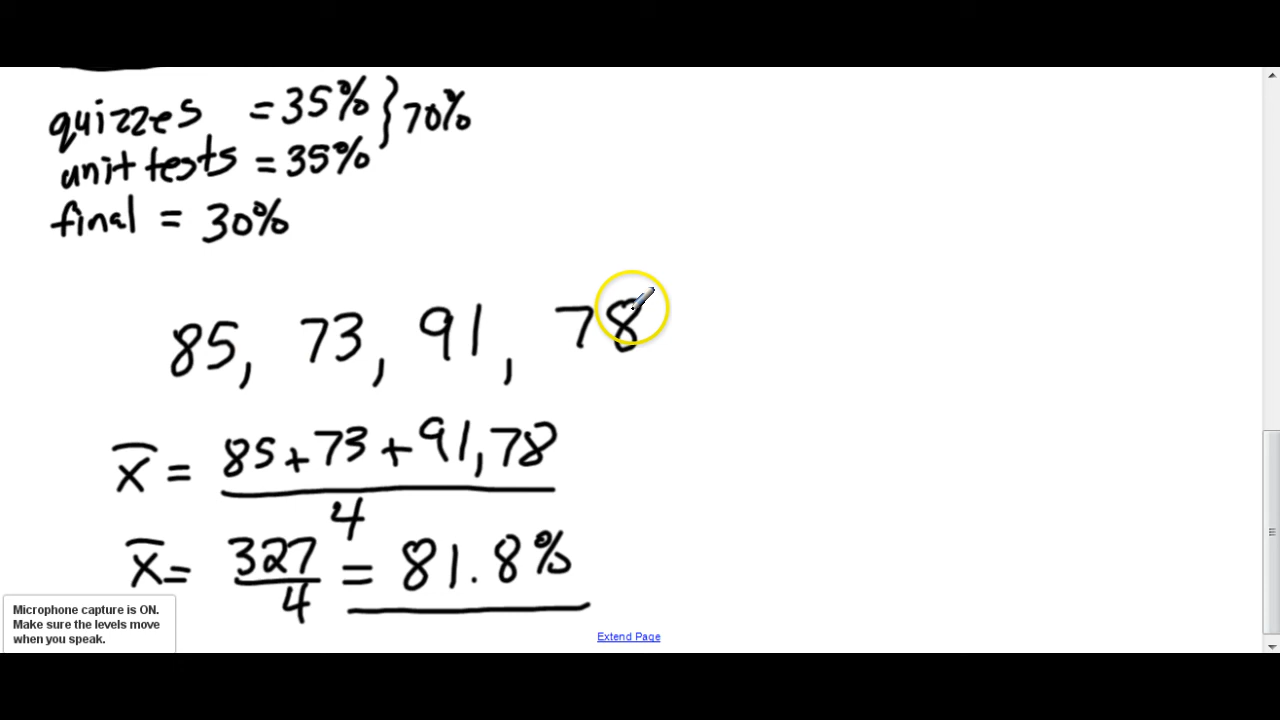 quizzes = 35% } 70%
unit tests = 35%
final = 30%
85, 73, 91, 78
x̄ = 85+73+91,78
4
x̄ = 327 = 81.8%
4
Microphone capture is ON.
Make sure the levels move
when you speak.
Extend Page